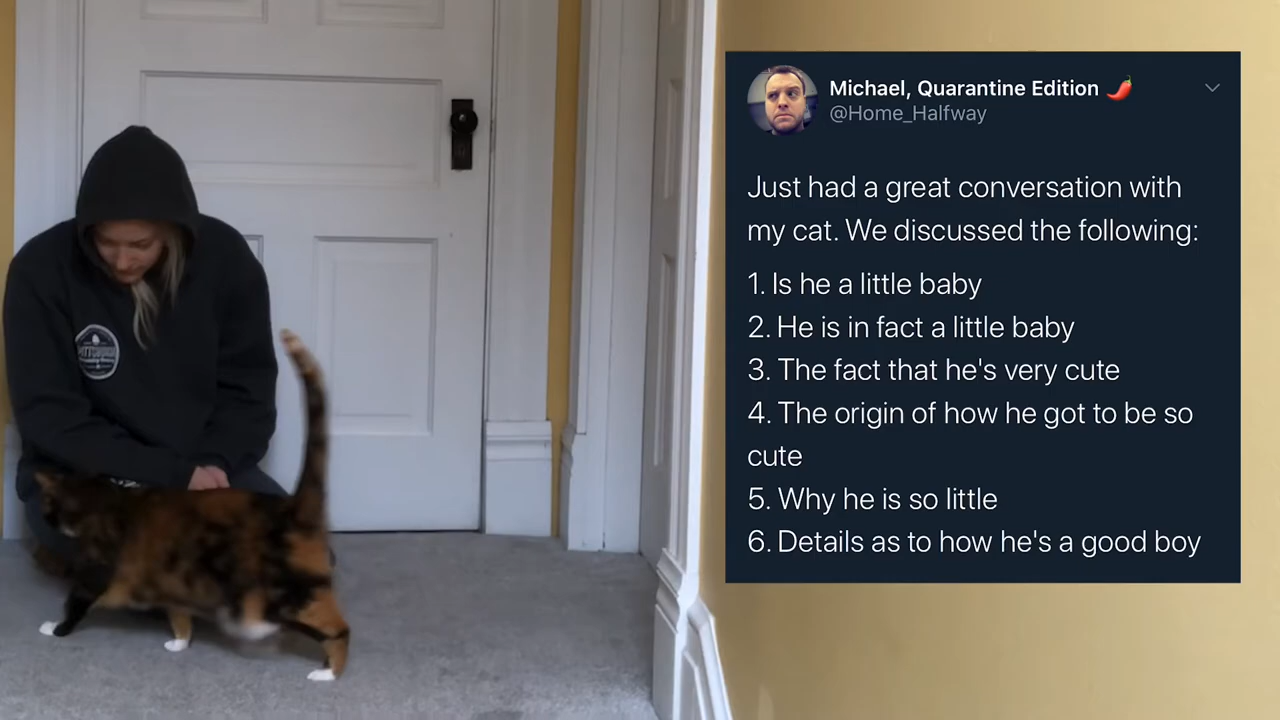 Michael, Quarantine Edition 🌶️
@Home_Halfway
Just had a great conversation with
my cat. We discussed the following:
1. Is he a little baby
2. He is in fact a little baby
3. The fact that he's very cute
4. The origin of how he got to be so
cute
5. Why he is so little
6. Details as to how he's a good boy